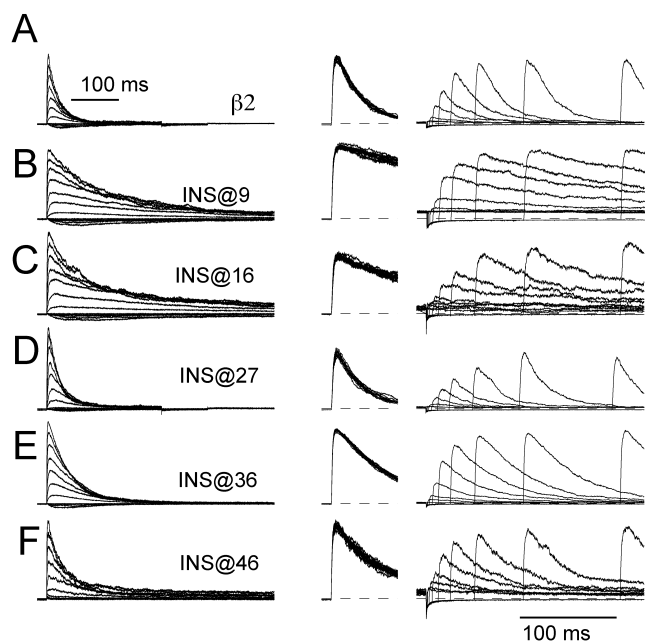 A
100 ms
β2
B
INS@9
C
INS@16
D
INS@27
E
INS@36
F
INS@46
100 ms